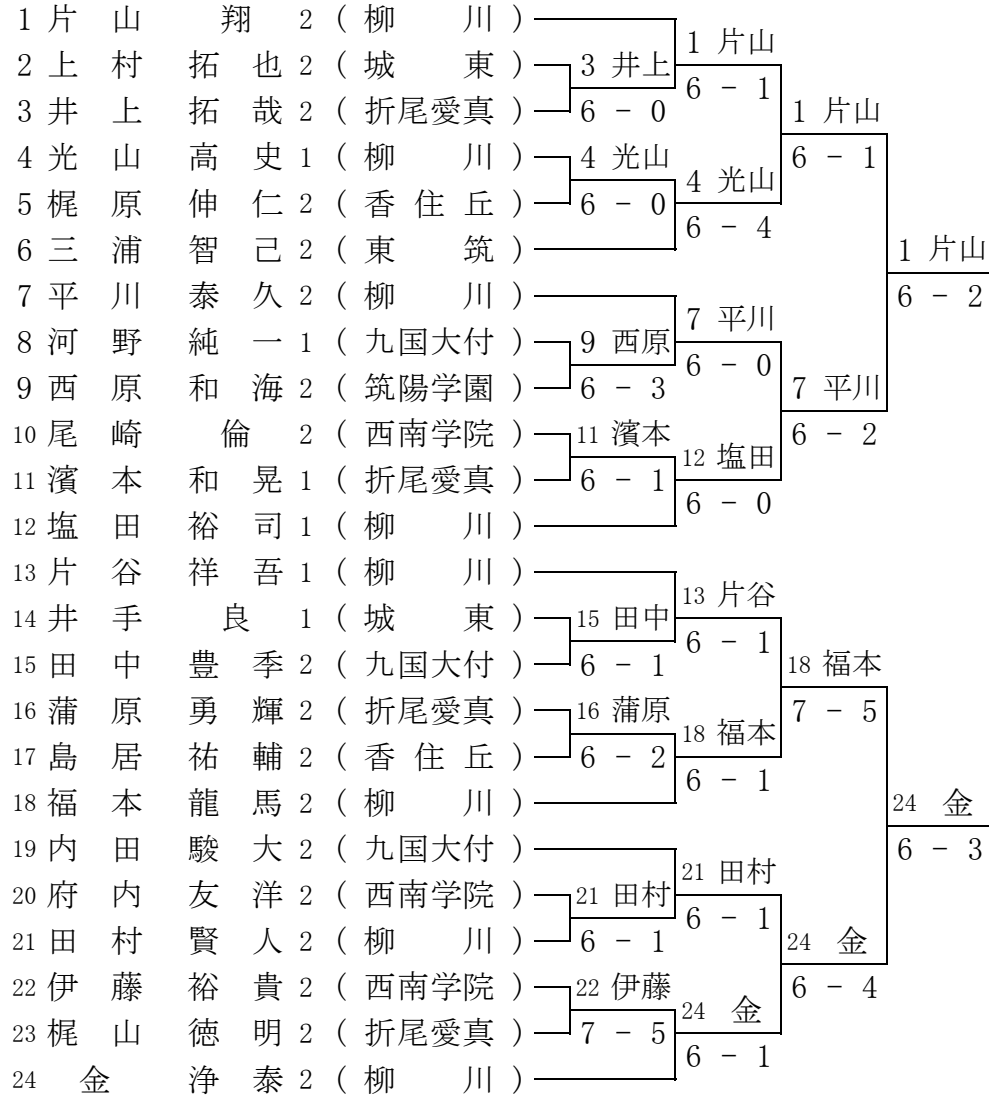 1 片山 翔 2 ( 柳川 )
1 片山
2 上村 拓也 2 ( 城東 ) 3 井上
6 - 1
3 井上 拓哉 2 ( 折尾愛真 ) 6 - 0
1 片山
4 光山 高史 1 ( 柳川 ) 4 光山
6 - 1
4 光山
5 梶原 伸仁 2 ( 香住丘 ) 6 - 0
6 - 4
6 三浦 智己 2 ( 東筑 )
1 片山
7 平川 泰久 2 ( 柳川 )
6 - 2
7 平川
8 河野 純一 1 ( 九国大付 ) 9 西原
6 - 0
9 西原 和海 2 ( 筑陽学園 ) 6 - 3
7 平川
10 尾崎 倫 2 ( 西南学院 ) 11 濱本
6 - 2
12 塩田
11 濱本 和晃 1 ( 折尾愛真 ) 6 - 1
6 - 0
12 塩田 裕司 1 ( 柳川 )
13 片谷 祥吾 1 ( 柳川 )
13 片谷
14 井手 良 1 ( 城東 ) 15 田中
6 - 1
15 田中 豊季 2 ( 九国大付 ) 6 - 1
18 福本
16 蒲原 勇輝 2 ( 折尾愛真 ) 16 蒲原
7 - 5
18 福本
17 島居 祐輔 2 ( 香住丘 ) 6 - 2
6 - 1
18 福本 龍馬 2 ( 柳川 )
24 金
19 内田 駿大 2 ( 九国大付 )
6 - 3
21 田村
20 府内 友洋 2 ( 西南学院 ) 21 田村
6 - 1
21 田村 賢人 2 ( 柳川 ) 6 - 1
24 金
22 伊藤 裕貴 2 ( 西南学院 ) 22 伊藤
6 - 4
24 金
23 梶山 徳明 2 ( 折尾愛真 ) 7 - 5
6 - 1
24 金 浄泰 2 ( 柳川 )